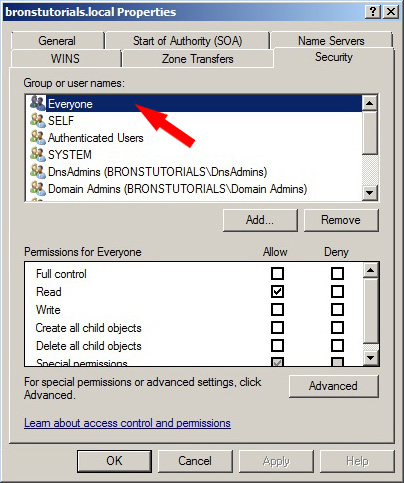 bronstutorials.local Properties
General Start of Authority (SOA) Name Servers
WINS Zone Transfers Security
Group or user names:
Everyone
SELF
Authenticated Users
SYSTEM
DnsAdmins (BRONSTUTORIALS\DnsAdmins)
Domain Admins (BRONSTUTORIALS\Domain Admins)
Add... Remove
Permissions for Everyone Allow Deny
Full control
Read
Write
Create all child objects
Delete all child objects
Special permissions
For special permissions or advanced settings, click
Advanced.
Advanced
Learn about access control and permissions
OK Cancel Apply Help